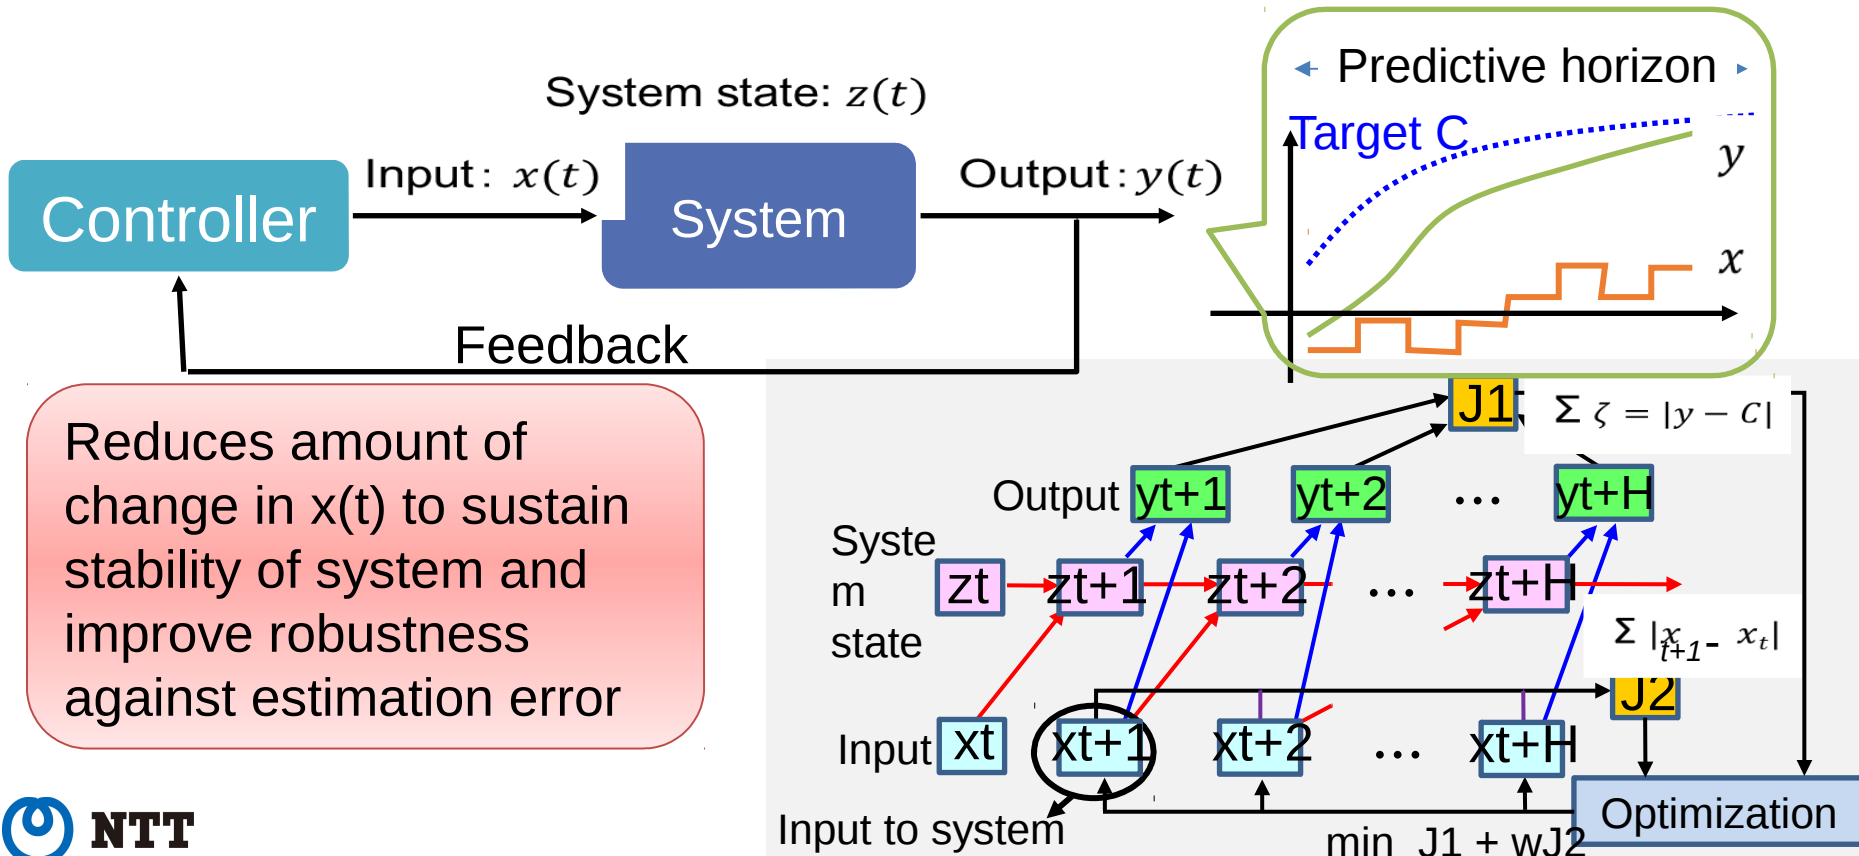 Predictive horizon
System state: z(t)
Target C
Controller
Input: x(t)
System
Output: y(t)
y
x
Feedback
Reduces amount of
change in x(t) to sustain
stability of system and
improve robustness
against estimation error
J1
Σ ζ = |y − C|
Output
yt+1
yt+2
...
yt+H
Syste
m
state
zt
zt+1
zt+2
...
zt+H
Σ |x t+1 - xt|
J2
Input
xt
xt+1
xt+2
...
xt+H
Input to system
min J1 + wJ2
Optimization
NTT